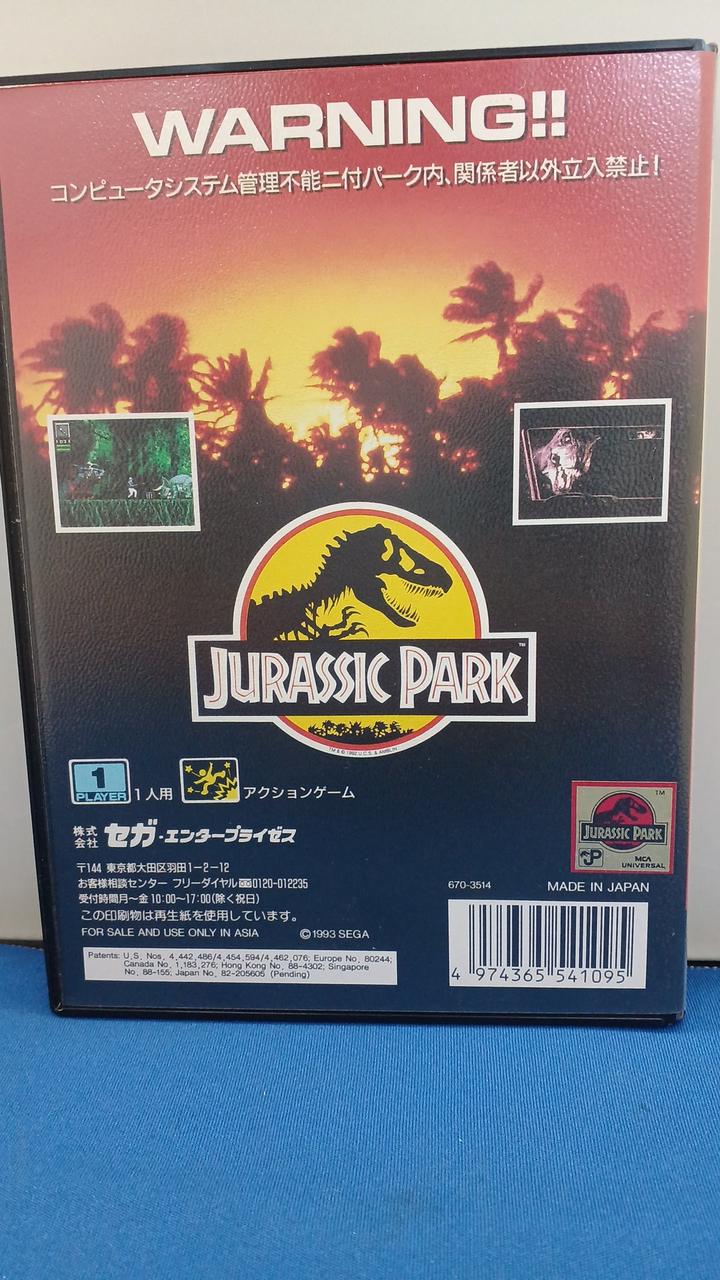 WARNING!!
コンピュータシステム管理不能ニ付パーク内、関係者以外立入禁止!
JURASSIC PARK™
TM & © 1992 U.C.S. & AMBLIN
1
PLAYER
1人用
アクションゲーム
株式会社 セガ・エンタープライゼス
〒144 東京都大田区羽田1-2-12
お客様相談センター フリーダイヤル 0120-012235
受付時間月~金 10:00~17:00(除く祝日)
この印刷物は再生紙を使用しています。
FOR SALE AND USE ONLY IN ASIA
©1993 SEGA
Patents: U.S. Nos. 4,442,486/4,454,594/4,462,076; Europe No. 80244;
Canada No. 1,183,276; Hong Kong No. 88-4302; Singapore
No. 88-155; Japan No. 82-205605 (Pending)
TM
JURASSIC PARK
JP
MCA
UNIVERSAL
670-3514
MADE IN JAPAN
4 974365 541095